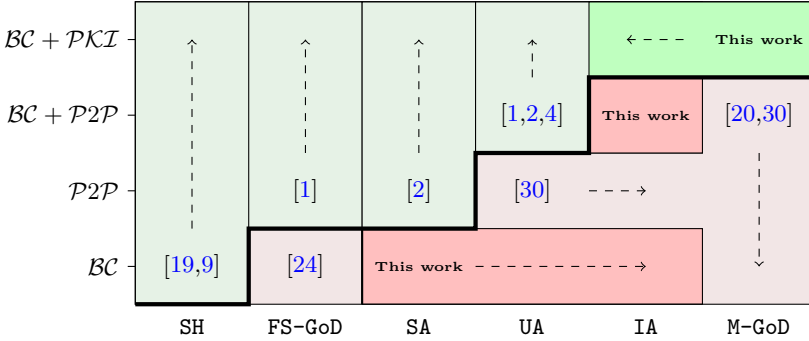 BC + PKI This work
BC + P2P [1,2,4] This work [20,30]
P2P [1] [2] [30]
BC [19,9] [24] This work
SH FS-GoD SA UA IA M-GoD